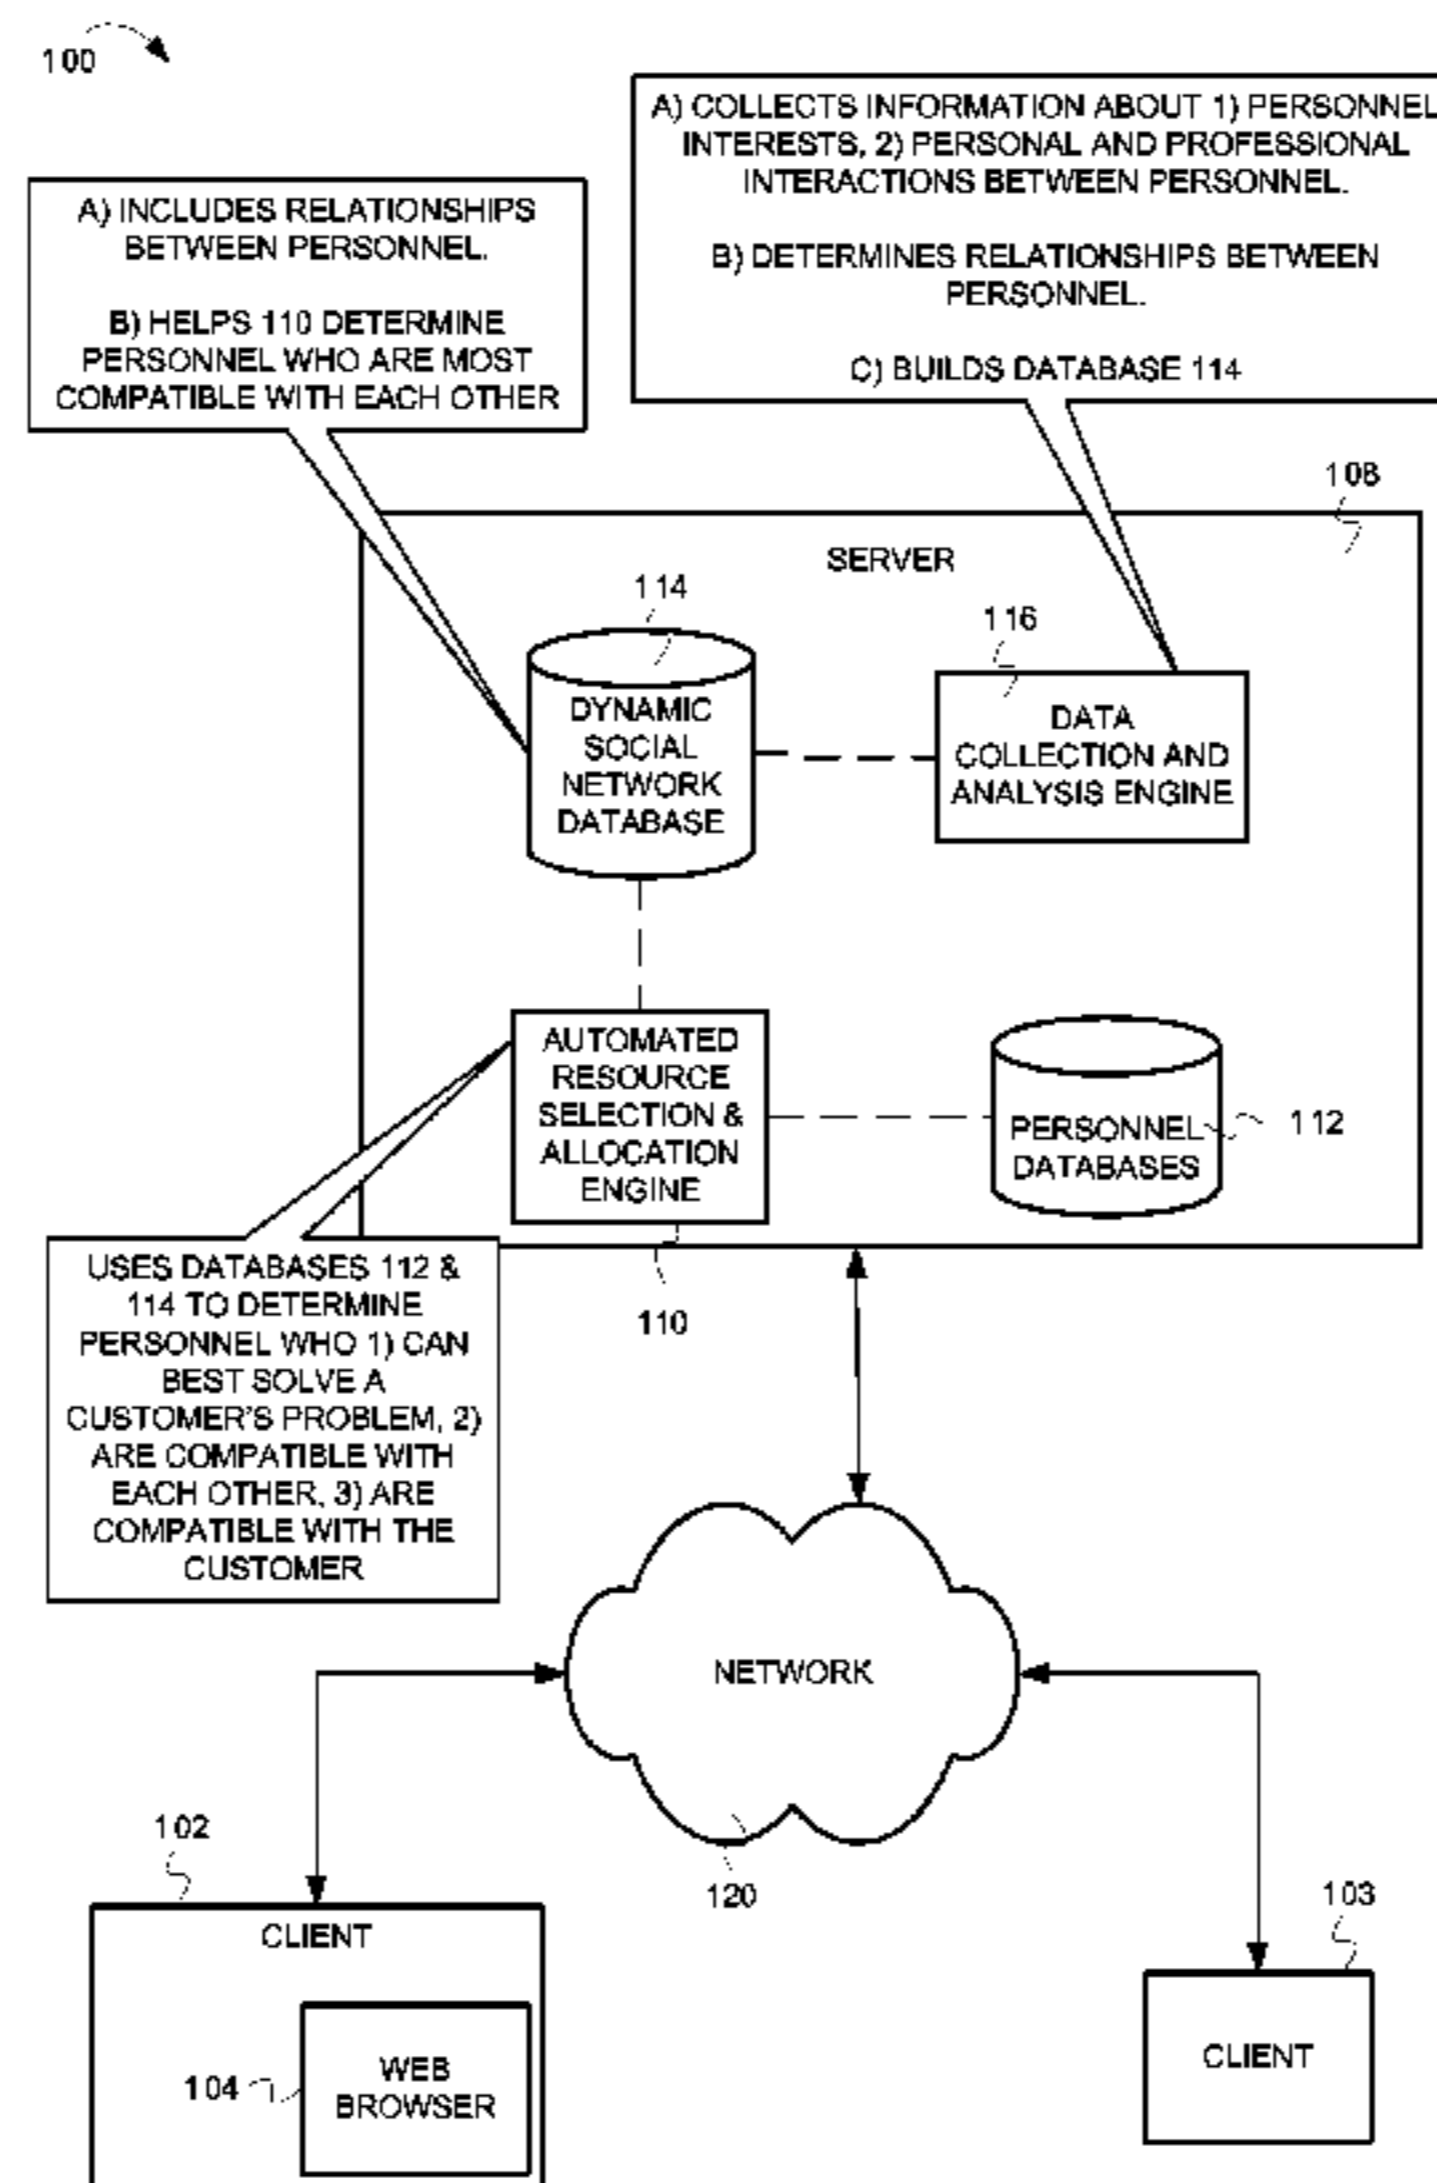 100
A) COLLECTS INFORMATION ABOUT 1) PERSONNEL
INTERESTS, 2) PERSONAL AND PROFESSIONAL
INTERACTIONS BETWEEN PERSONNEL.
B) DETERMINES RELATIONSHIPS BETWEEN
PERSONNEL.
C) BUILDS DATABASE 114
A) INCLUDES RELATIONSHIPS
BETWEEN PERSONNEL.
B) HELPS 110 DETERMINE
PERSONNEL WHO ARE MOST
COMPATIBLE WITH EACH OTHER
108
SERVER
114
116
DYNAMIC
SOCIAL
NETWORK
DATABASE
DATA
COLLECTION AND
ANALYSIS ENGINE
AUTOMATED
RESOURCE
SELECTION &
ALLOCATION
ENGINE
PERSONNEL
DATABASES
112
110
USES DATABASES 112 &
114 TO DETERMINE
PERSONNEL WHO 1) CAN
BEST SOLVE A
CUSTOMER'S PROBLEM, 2)
ARE COMPATIBLE WITH
EACH OTHER, 3) ARE
COMPATIBLE WITH THE
CUSTOMER
NETWORK
120
102
CLIENT
104
WEB
BROWSER
103
CLIENT